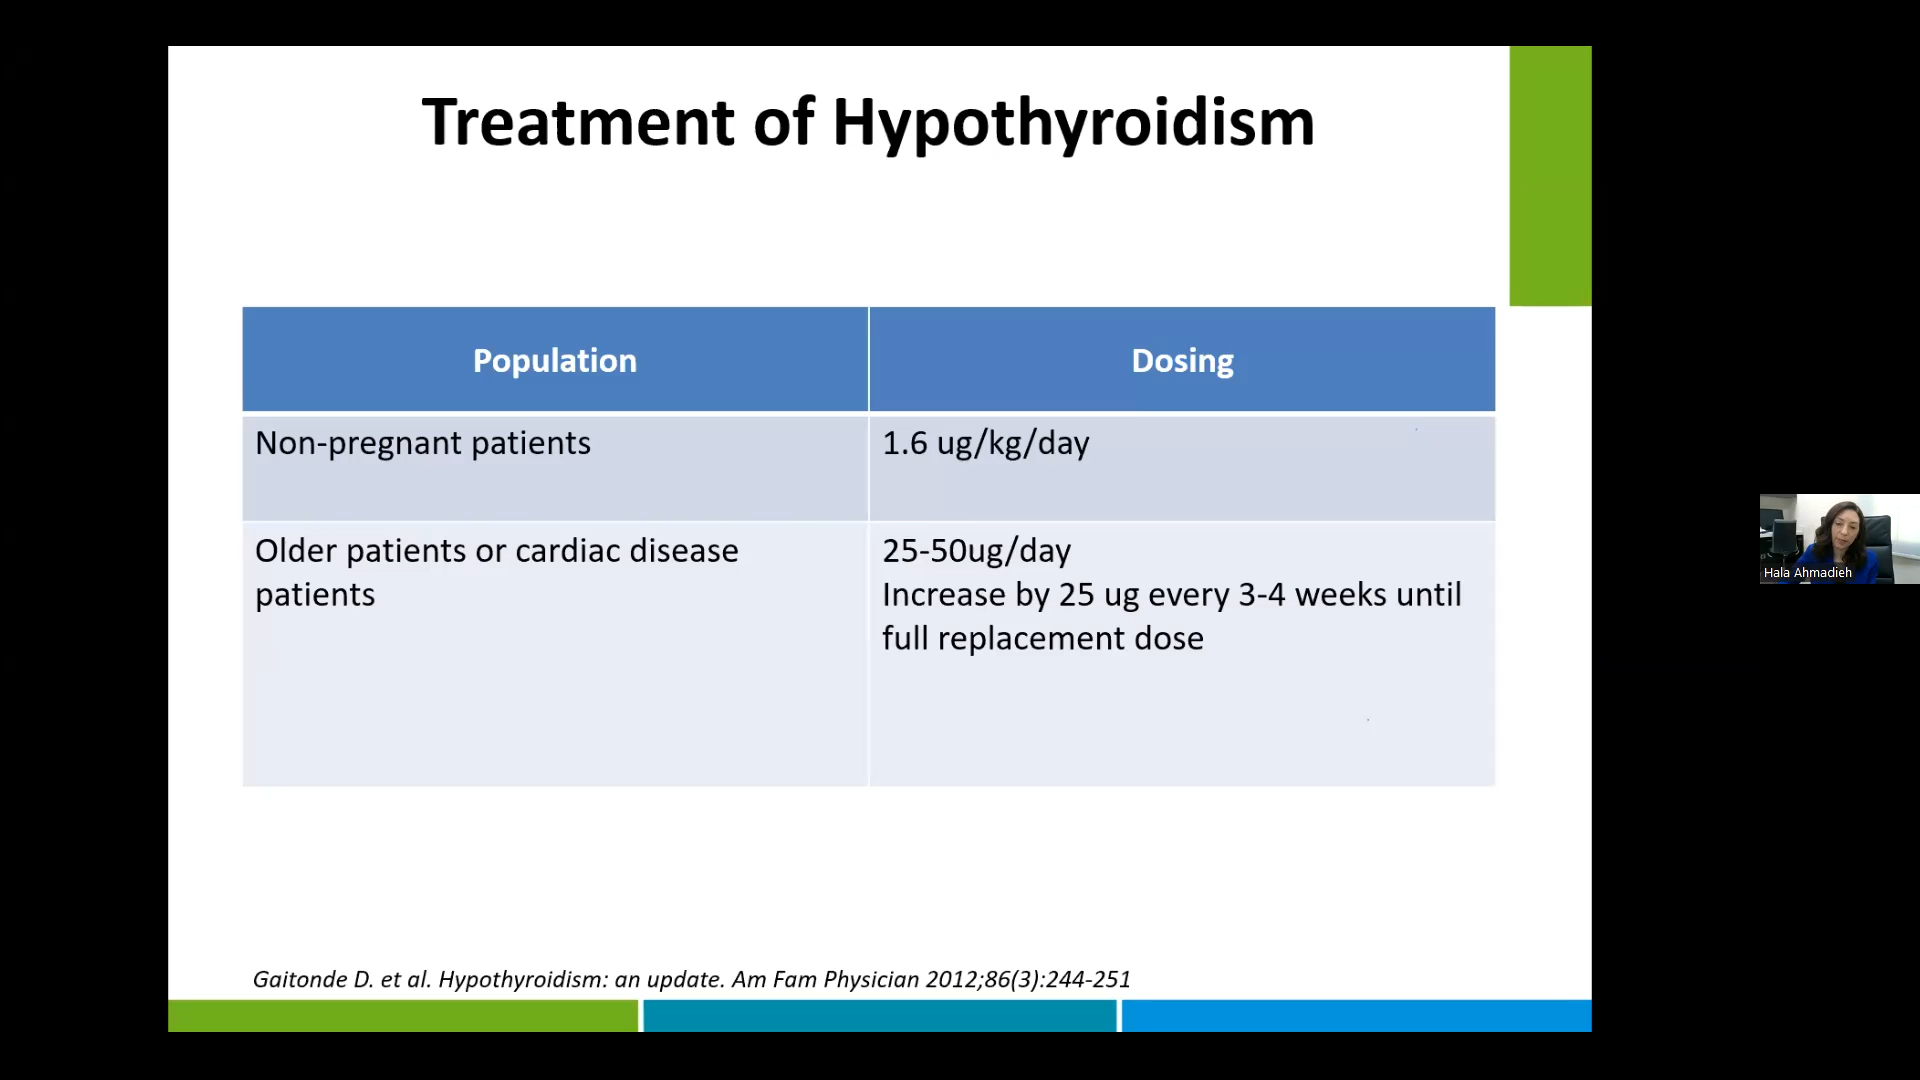 Treatment of Hypothyroidism
Population
Dosing
Non-pregnant patients
1.6 ug/kg/day
Older patients or cardiac disease
patients
25-50ug/day
Increase by 25 ug every 3-4 weeks until
full replacement dose
Hala Ahmadieh
Gaitonde D. et al. Hypothyroidism: an update. Am Fam Physician 2012;86(3):244-251